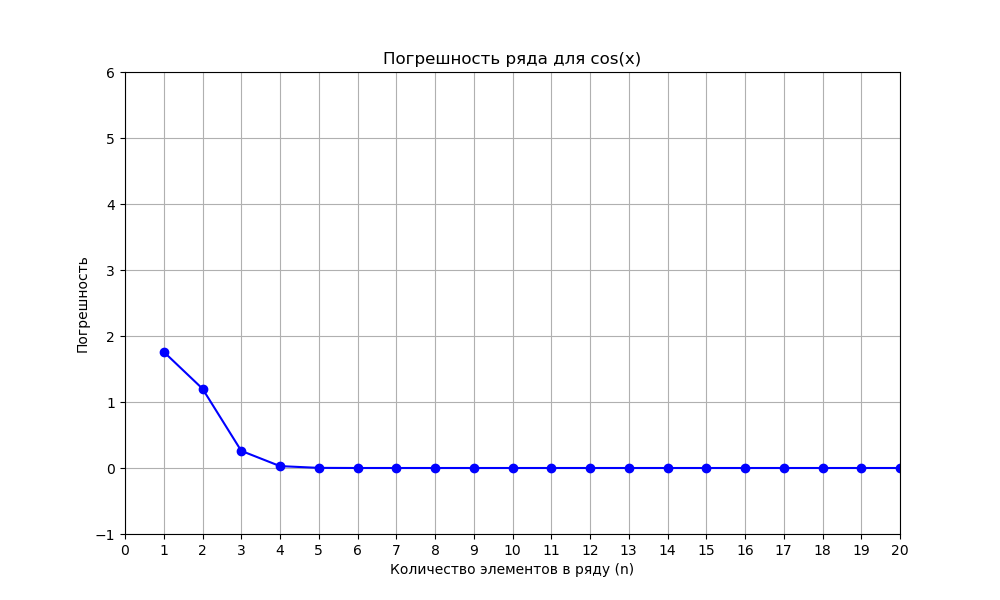 Погрешность ряда для cos(x)
6
5
4
3
2
1
0
−1
Погрешность
0 1 2 3 4 5 6 7 8 9 10 11 12 13 14 15 16 17 18 19 20
Количество элементов в ряду (n)